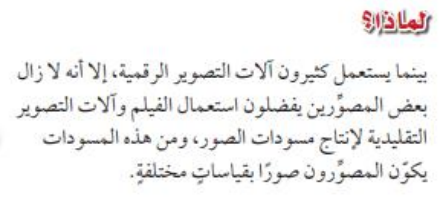 لماذا؟
بينما يستعمل كثيرون آلات التصوير الرقمية، إلا أنه لا زال
بعض المصوِّرين يفضلون استعمال الفيلم وآلات التصوير
التقليدية لإنتاج مسودات الصور، ومن هذه المسودات
يكوّن المصوِّرون صورًا بقياساتٍ مختلفةٍ.